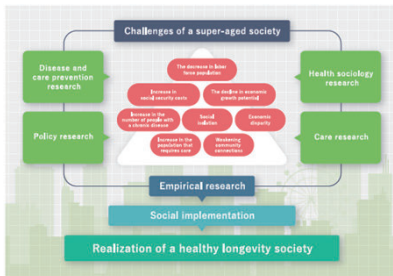 Challenges of a super-aged society
Disease and
care prevention
research
Health sociology
research
Policy research
Care research
The decrease in labor
force population
Increase in
social security costs
The decline in economic
growth potential
Increase in the
number of people with
a chronic disease
Social
isolation
Economic
disparity
Increase in the
population that
requires care
Weakening
community
connections
Empirical research
Social implementation
Realization of a healthy longevity society